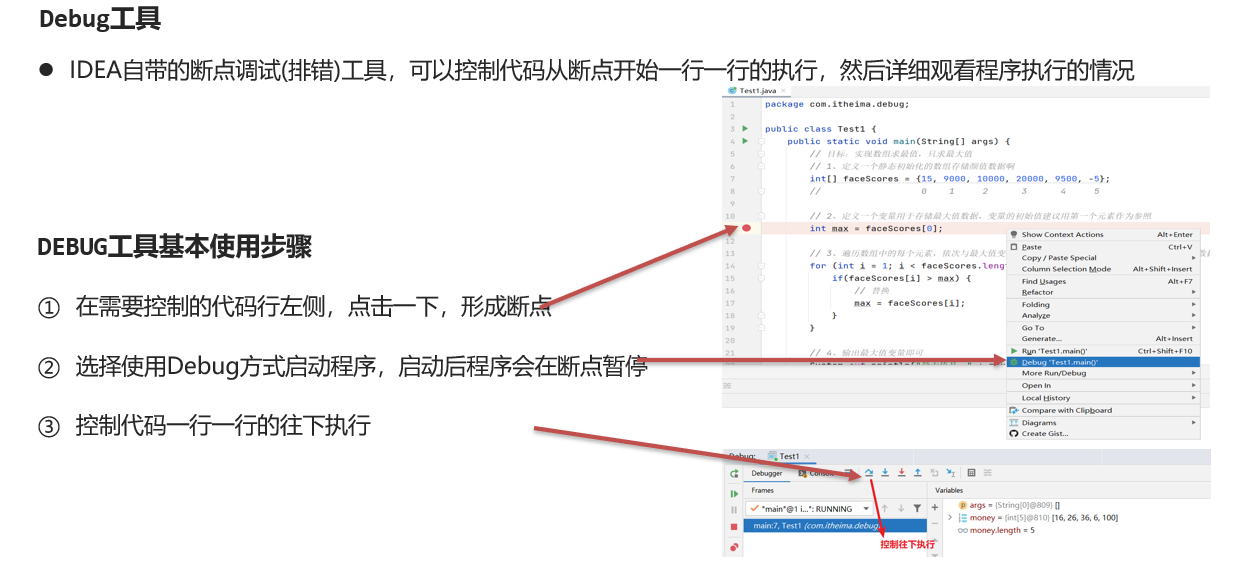 Debug工具
● IDEA自带的断点调试(排错)工具，可以控制代码从断点开始一行一行的执行，然后详细观看程序执行的情况
DEBUG工具基本使用步骤
① 在需要控制的代码行左侧，点击一下，形成断点
② 选择使用Debug方式启动程序，启动后程序会在断点暂停
③ 控制代码一行一行的往下执行
Test1.java
1 package com.itheima.debug;
2
3 public class Test1 {
4 public static void main(String[] args) {
5 // 目标：实现数组求最值，只求最大值
6 // 1、定义一个静态初始化的数组存储颜值数据啊
7 int[] faceScores = {15, 9000, 10000, 20000, 9500, -5};
8 // 0 1 2 3 4 5
9
10 // 2、定义一个变量用于存储最大值数据，变量的初始值建议用第一个元素作为参照
int max = faceScores[0];
12
13 // 3、遍历数组中的每个元素，依次与最大值变
14 for (int i = 1; i < faceScores.leng
15 if(faceScores[i] > max) {
16 // 替换
17 max = faceScores[i];
18 }
19 }
20
21 // 4、输出最大值变量即可
Show Context Actions Alt+Enter
Paste Ctrl+V
Copy / Paste Special
Column Selection Mode Alt+Shift+Insert
Find Usages Alt+F7
Refactor
Folding
Analyze
Go To
Generate... Alt+Insert
Run 'Test1.main()' Ctrl+Shift+F10
Debug 'Test1.main()'
More Run/Debug
Open In
Local History
Compare with Clipboard
Diagrams
Create Gist...
Debug: Test1
Debugger Console
Frames Variables
"main"@1 i...": RUNNING
main:7, Test1 (com.itheima.debug)
args = {String[0]@809} []
money = {int[5]@810} [16, 26, 36, 6, 100]
money.length = 5
控制往下执行